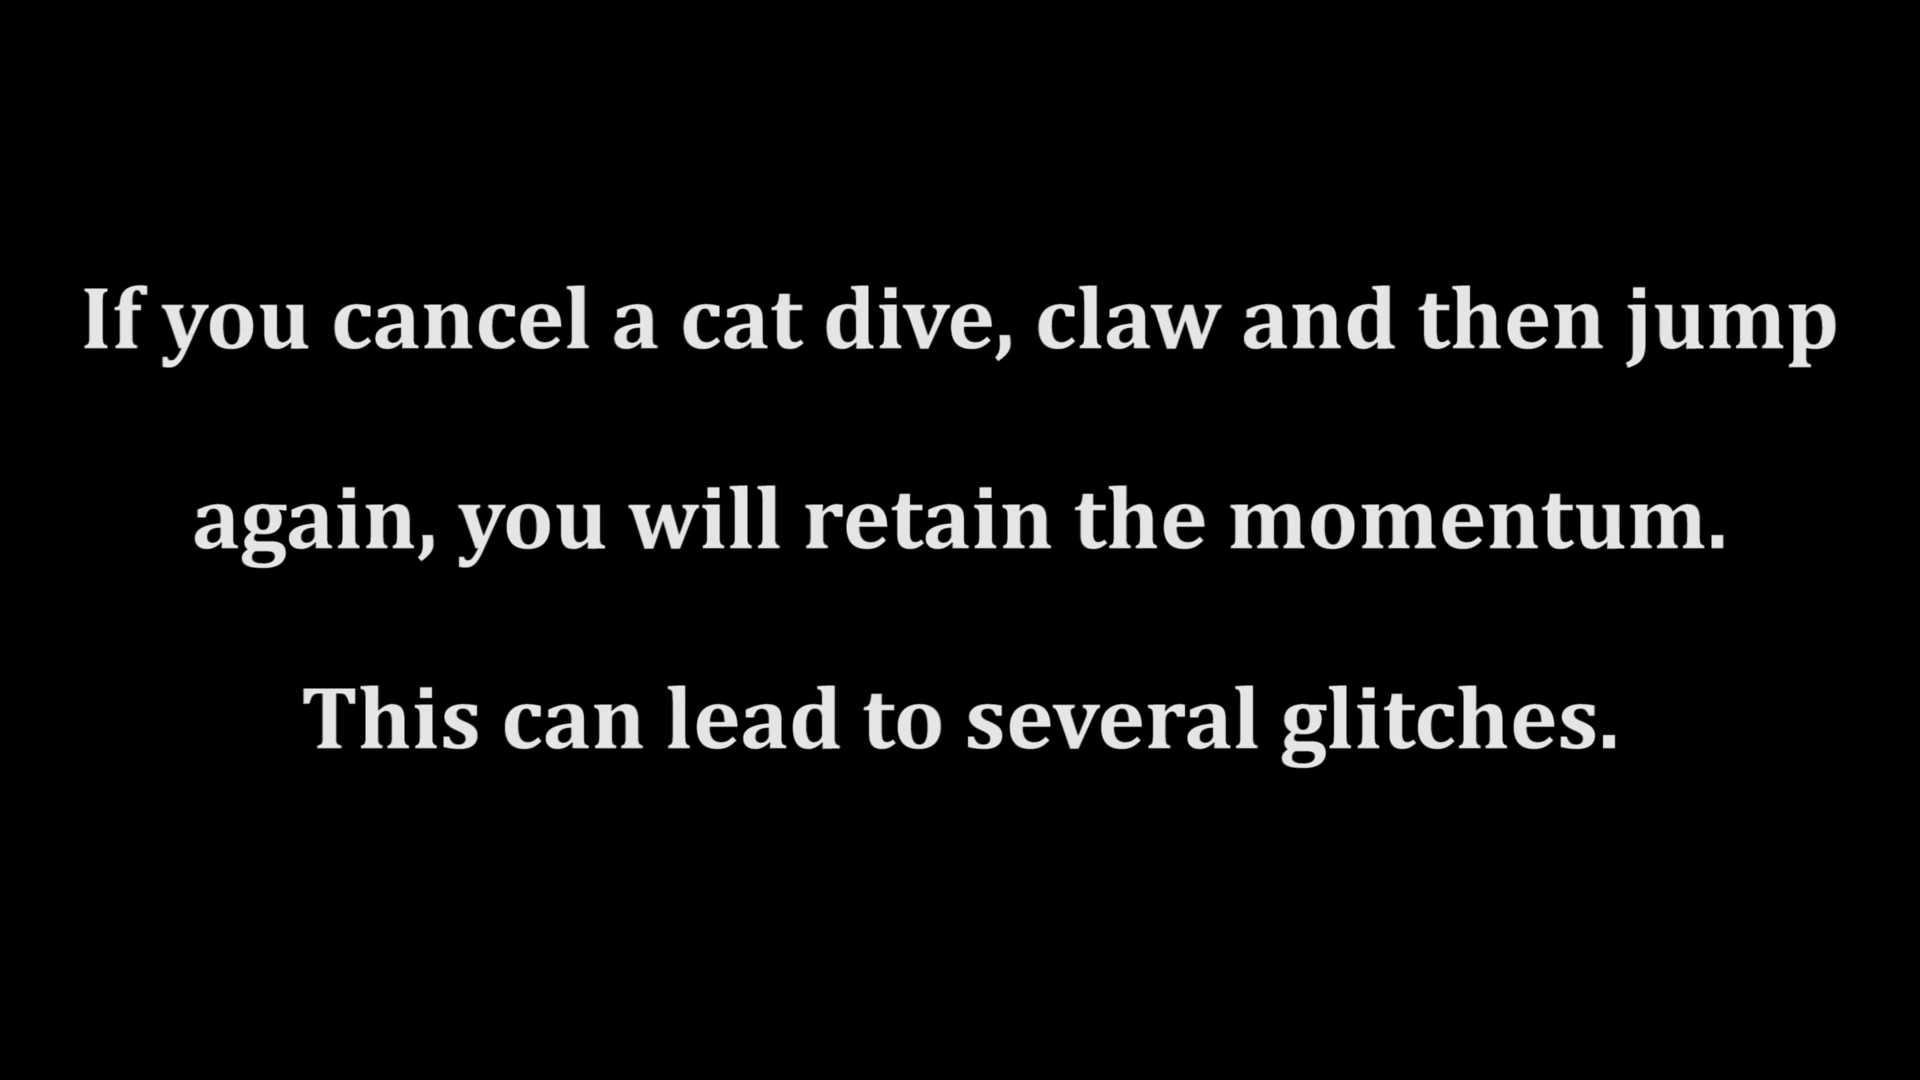 If you cancel a cat dive, claw and then jump
again, you will retain the momentum.
This can lead to several glitches.